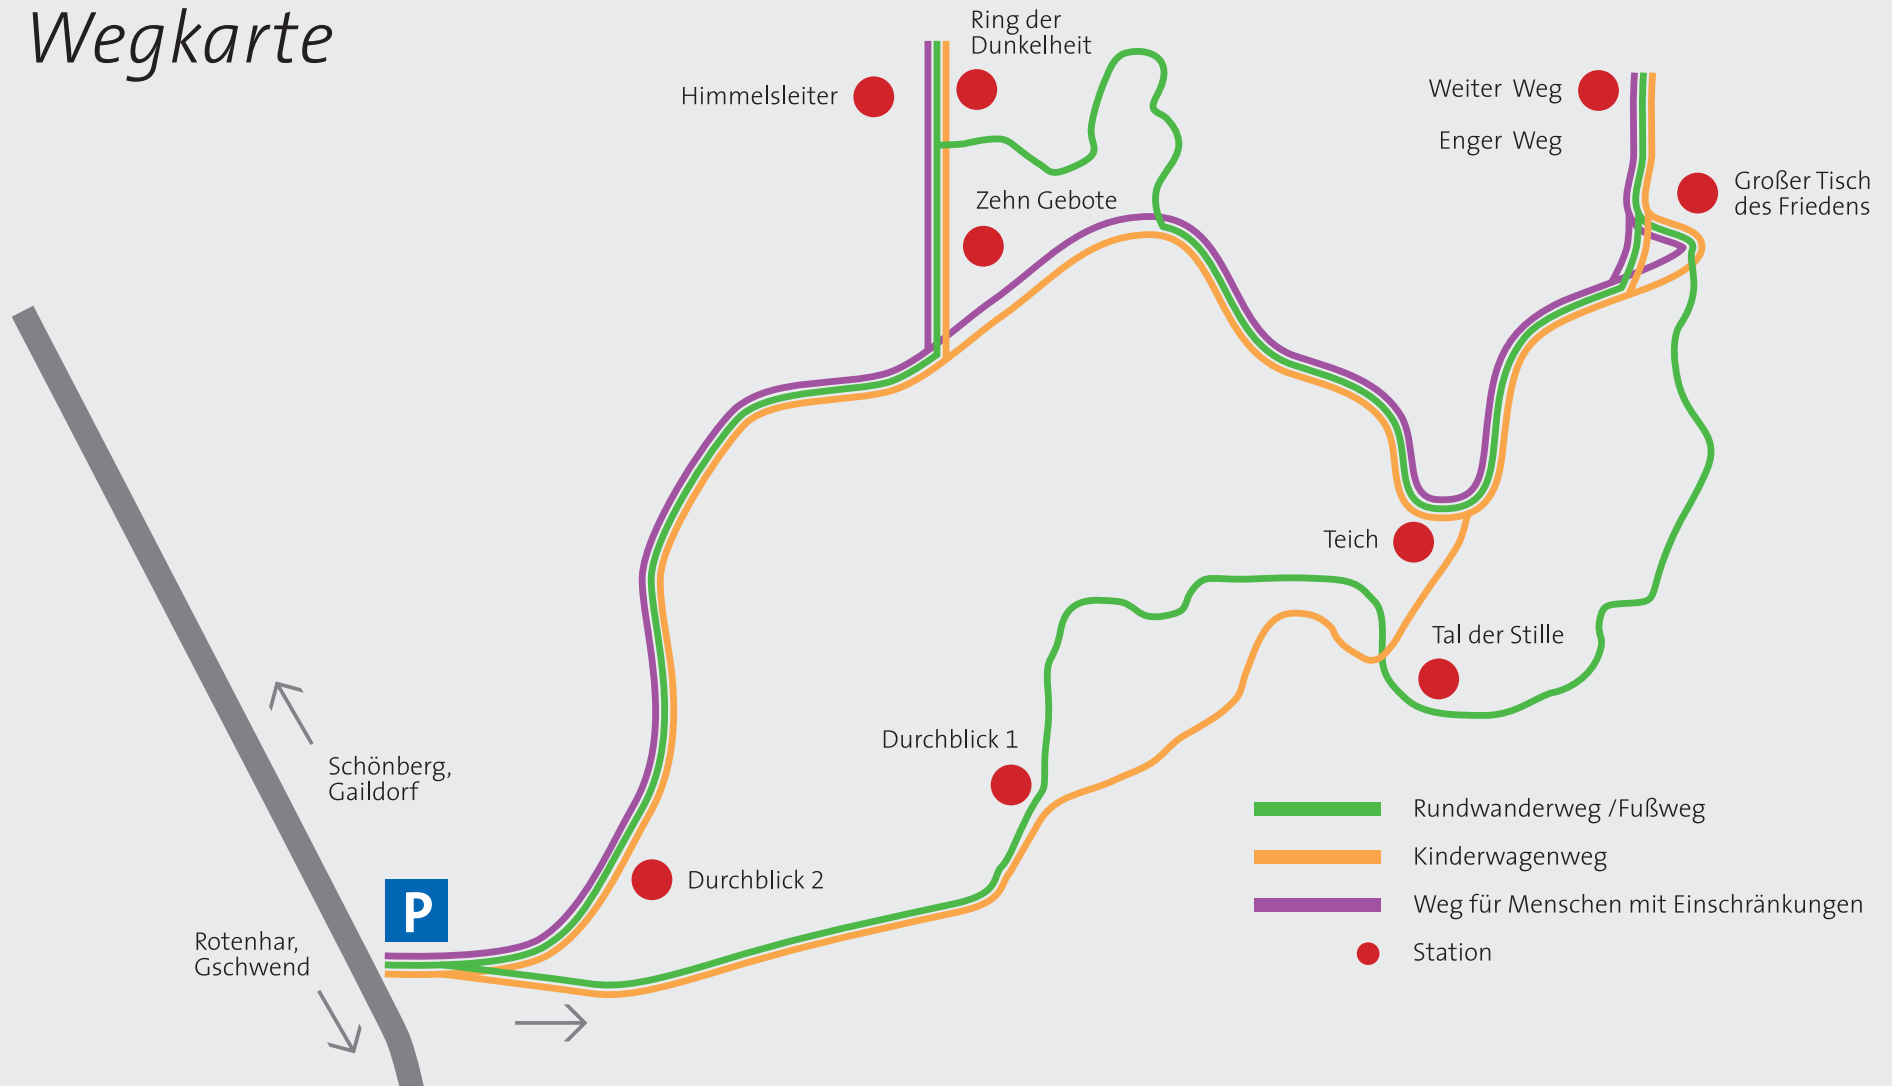 Wegkarte
Ring der
Dunkelheit
Himmelsleiter
Weiter Weg
Enger Weg
Großer Tisch
des Friedens
Zehn Gebote
Teich
Tal der Stille
Durchblick 1
Schönberg,
Gaildorf
Durchblick 2
P
Rotenhar,
Gschwend
Rundwanderweg /Fußweg
Kinderwagenweg
Weg für Menschen mit Einschränkungen
Station